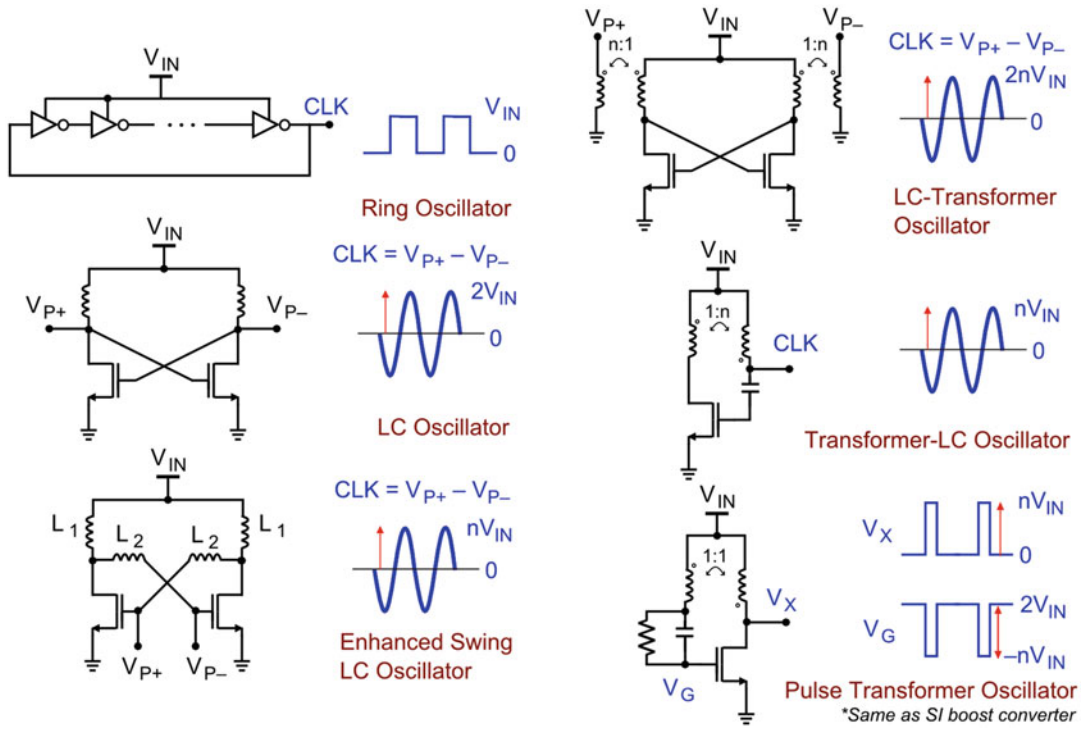 V_IN
CLK
V_IN
0
Ring Oscillator
V_IN
CLK = V_P+ – V_P–
2V_IN
V_P+
V_P–
0
LC Oscillator
V_IN
CLK = V_P+ – V_P–
L_1
L_2
L_2
L_1
nV_IN
0
V_P+
V_P–
Enhanced Swing
LC Oscillator
V_P+
n:1
V_IN
1:n
V_P–
CLK = V_P+ – V_P–
2nV_IN
0
LC-Transformer
Oscillator
V_IN
1:n
CLK
nV_IN
0
Transformer-LC Oscillator
V_IN
1:1
V_X
V_G
V_X
nV_IN
0
V_G
2V_IN
–nV_IN
Pulse Transformer Oscillator
*Same as SI boost converter